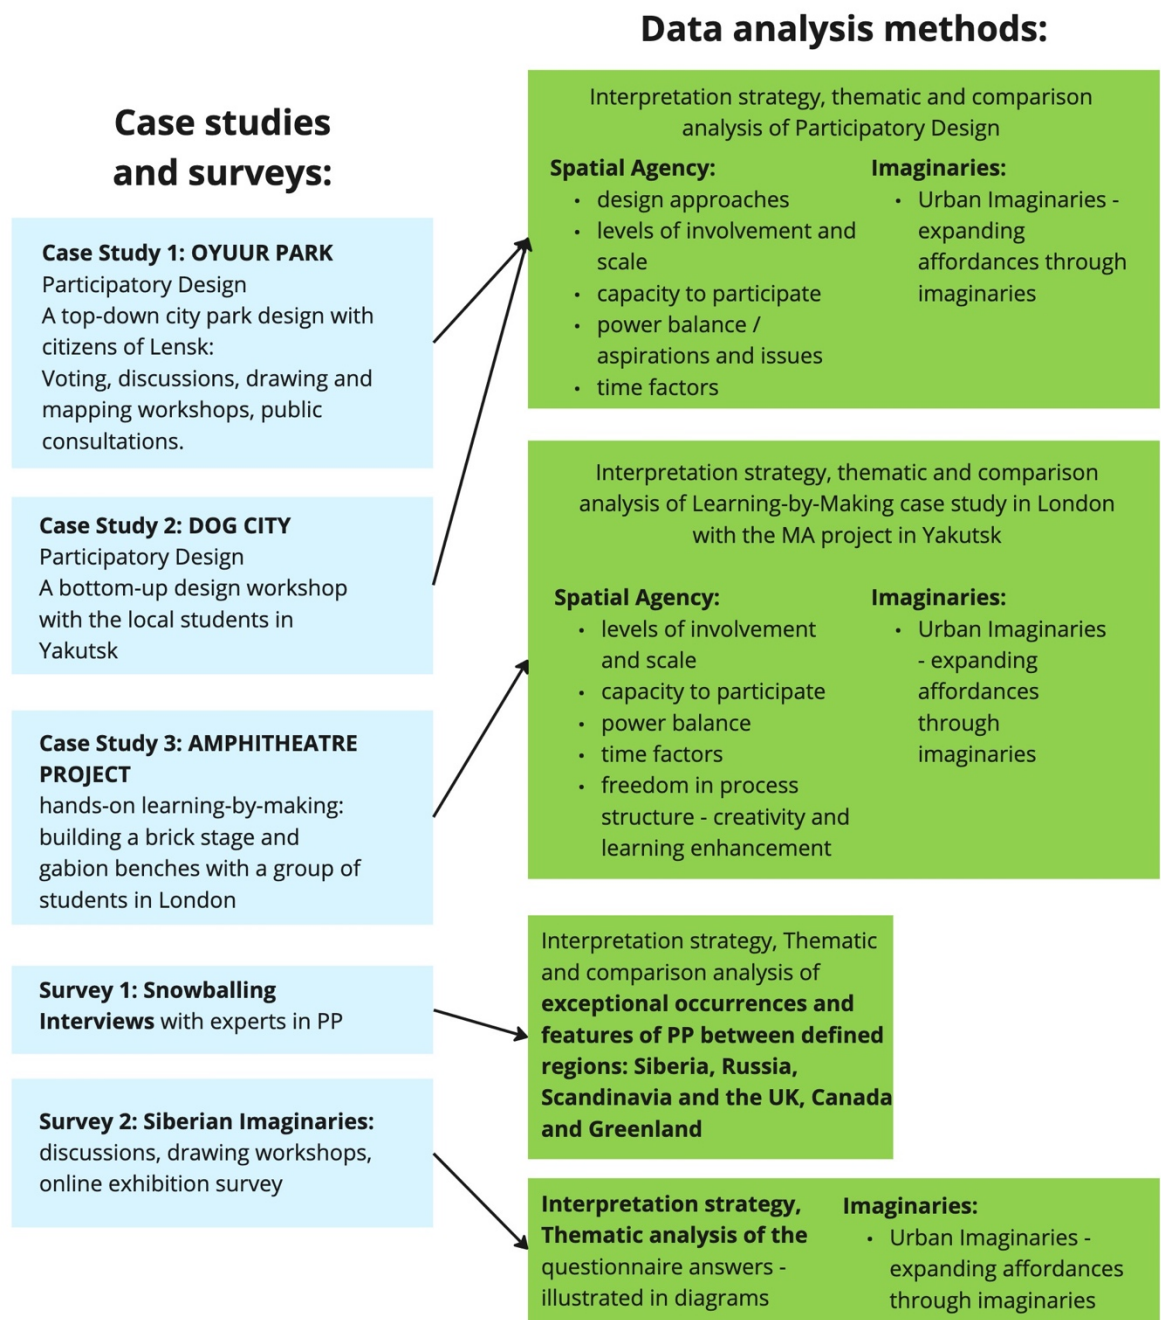 Data analysis methods:
Case studies
and surveys:
Case Study 1: OYUUR PARK
Participatory Design
A top-down city park design with
citizens of Lensk:
Voting, discussions, drawing and
mapping workshops, public
consultations.
Case Study 2: DOG CITY
Participatory Design
A bottom-up design workshop
with the local students in
Yakutsk
Case Study 3: AMPHITHEATRE
PROJECT
hands-on learning-by-making:
building a brick stage and
gabion benches with a group of
students in London
Survey 1: Snowballing
Interviews with experts in PP
Survey 2: Siberian Imaginaries:
discussions, drawing workshops,
online exhibition survey
Interpretation strategy, thematic and comparison
analysis of Participatory Design
Spatial Agency:
• design approaches
• levels of involvement and
scale
• capacity to participate
• power balance /
aspirations and issues
• time factors
Imaginaries:
• Urban Imaginaries -
expanding
affordances through
imaginaries
Interpretation strategy, thematic and comparison
analysis of Learning-by-Making case study in London
with the MA project in Yakutsk
Spatial Agency:
• levels of involvement
and scale
• capacity to participate
• power balance
• time factors
• freedom in process
structure - creativity and
learning enhancement
Imaginaries:
• Urban Imaginaries
- expanding
affordances
through
imaginaries
Interpretation strategy, Thematic
and comparison analysis of
exceptional occurrences and
features of PP between defined
regions: Siberia, Russia,
Scandinavia and the UK, Canada
and Greenland
Interpretation strategy,
Thematic analysis of the
questionnaire answers -
illustrated in diagrams
Imaginaries:
• Urban Imaginaries -
expanding affordances
through imaginaries